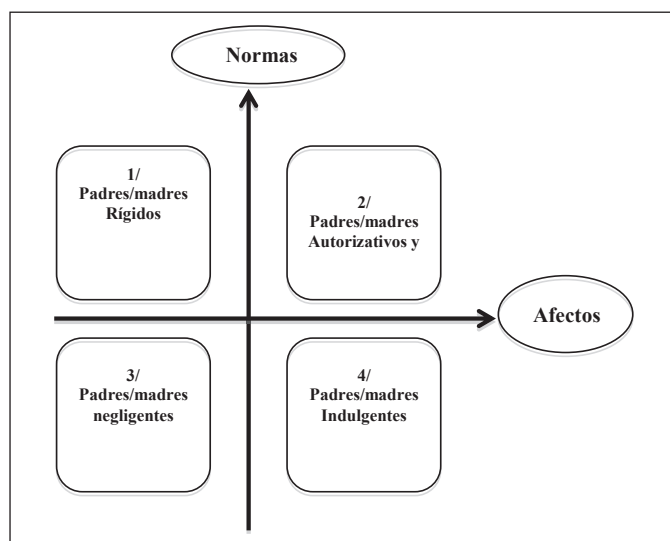 Normas
1/
Padres/madres
Rígidos
2/
Padres/madres
Autorizativos y
Afectos
3/
Padres/madres
negligentes
4/
Padres/madres
Indulgentes